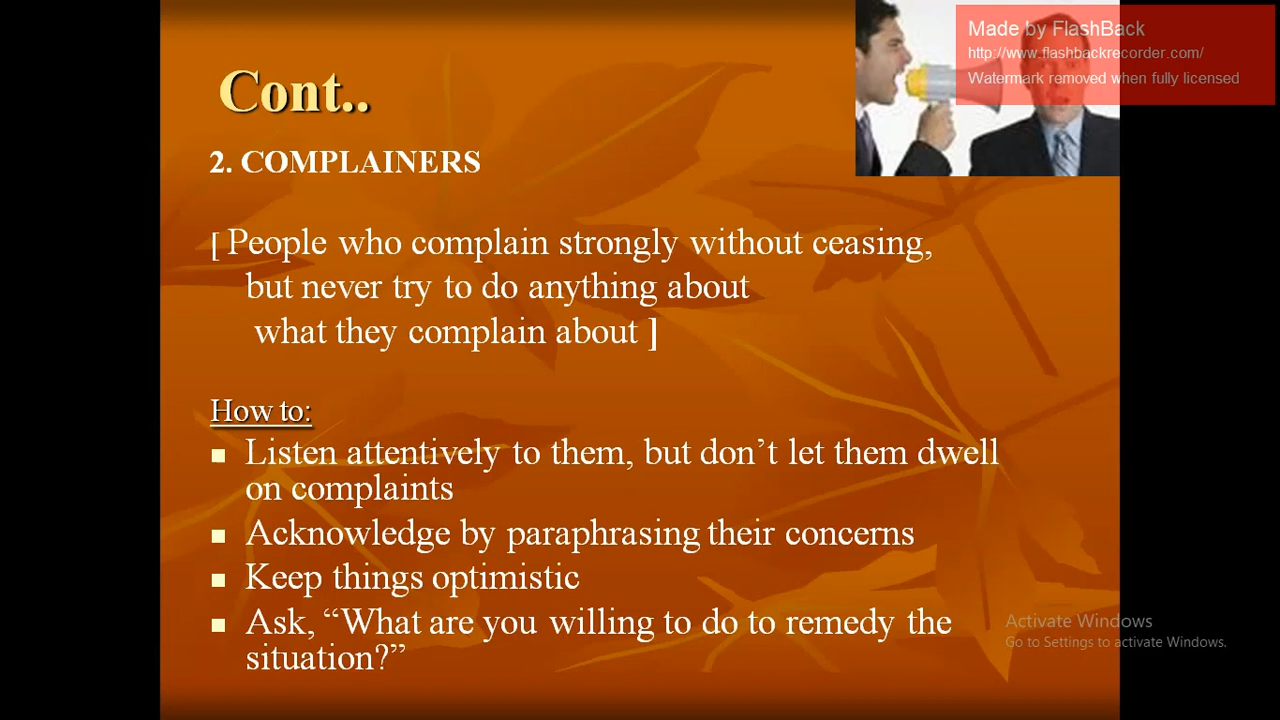 Made by FlashBack
http://www.flashbackrecorder.com/
Watermark removed when fully licensed
Cont..
2. COMPLAINERS
[ People who complain strongly without ceasing,
but never try to do anything about
what they complain about ]
How to:
■ Listen attentively to them, but don’t let them dwell
on complaints
■ Acknowledge by paraphrasing their concerns
■ Keep things optimistic
■ Ask, “What are you willing to do to remedy the
situation?”
Activate Windows
Go to Settings to activate Windows.